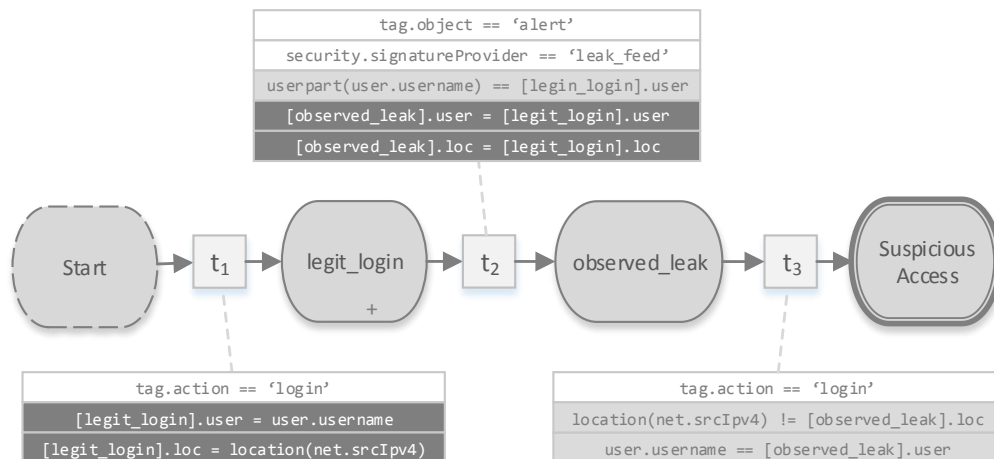 tag.object == ‘alert’
security.signatureProvider == ‘leak_feed’
userpart(user.username) == [legin_login].user
[observed_leak].user = [legit_login].user
[observed_leak].loc = [legit_login].loc
Start
t1
legit_login
+
t2
observed_leak
t3
Suspicious
Access
tag.action == ‘login’
[legit_login].user = user.username
[legit_login].loc = location(net.srcIpv4)
tag.action == ‘login’
location(net.srcIpv4) != [observed_leak].loc
user.username == [observed_leak].user